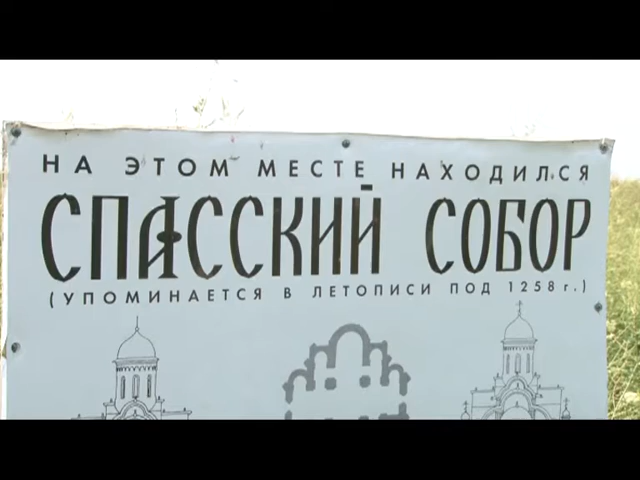 НА ЭТОМ МЕСТЕ НАХОДИЛСЯ
СПАССКИЙ СОБОР
(УПОМИНАЕТСЯ В ЛЕТОПИСИ ПОД 1258 г.)